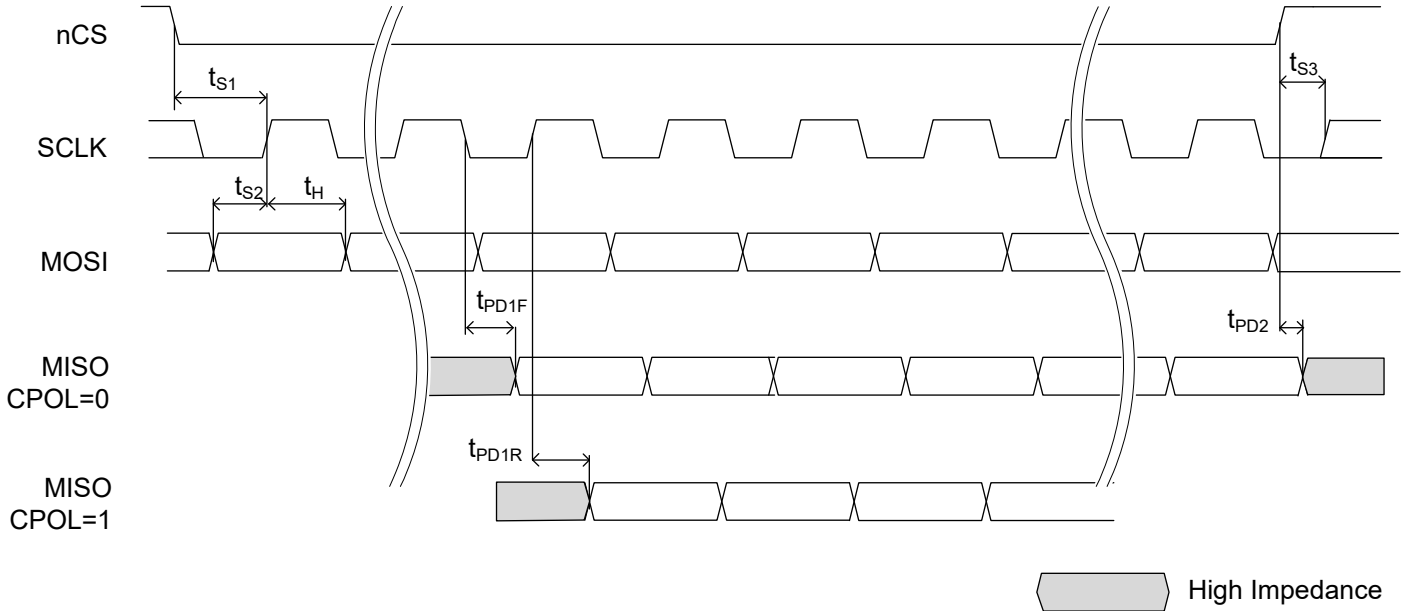 nCS
tS1
tS3
SCLK
tS2
tH
MOSI
tPD1F
tPD2
MISO
CPOL=0
tPD1R
MISO
CPOL=1
High Impedance